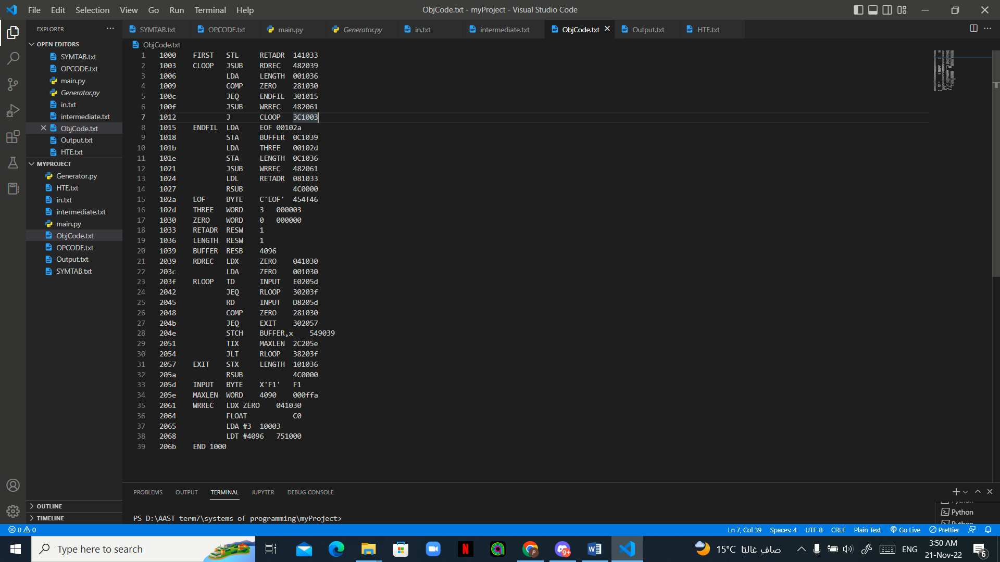 File Edit Selection View Go Run Terminal Help
ObjCode.txt - myProject - Visual Studio Code
EXPLORER
OPEN EDITORS
SYMTAB.txt
OPCODE.txt
main.py
Generator.py
in.txt
intermediate.txt
ObjCode.txt
Output.txt
HTE.txt
MYPROJECT
Generator.py
HTE.txt
in.txt
intermediate.txt
main.py
ObjCode.txt
OPCODE.txt
Output.txt
SYMTAB.txt
OUTLINE
TIMELINE
SYMTAB.txt OPCODE.txt main.py Generator.py in.txt intermediate.txt ObjCode.txt Output.txt HTE.txt
ObjCode.txt
1 1000 FIRST STL RETADR 141033
2 1003 CLOOP JSUB RDREC 482039
3 1006 LDA LENGTH 001036
4 1009 COMP ZERO 281030
5 100c JEQ ENDFIL 301015
6 100f JSUB WRREC 482061
7 1012 J CLOOP 3C1003
8 1015 ENDFIL LDA EOF 00102a
9 1018 STA BUFFER 0C1039
10 101b LDA THREE 00102d
11 101e STA LENGTH 0C1036
12 1021 JSUB WRREC 482061
13 1024 LDL RETADR 081033
14 1027 RSUB 4C0000
15 102a EOF BYTE C'EOF' 454f46
16 102d THREE WORD 3 000003
17 1030 ZERO WORD 0 000000
18 1033 RETADR RESW 1
19 1036 LENGTH RESW 1
20 1039 BUFFER RESB 4096
21 2039 RDREC LDX ZERO 041030
22 203c LDA ZERO 001030
23 203f RLOOP TD INPUT E0205d
24 2042 JEQ RLOOP 30203f
25 2045 RD INPUT D8205d
26 2048 COMP ZERO 281030
27 204b JEQ EXIT 302057
28 204e STCH BUFFER,x 549039
29 2051 TIX MAXLEN 2C205e
30 2054 JLT RLOOP 38203f
31 2057 EXIT STX LENGTH 101036
32 205a RSUB 4C0000
33 205d INPUT BYTE X'F1' F1
34 205e MAXLEN WORD 4090 000ffa
35 2061 WRREC LDX ZERO 041030
36 2064 FLOAT C0
37 2065 LDA #3 10003
38 2068 LDT #4096 751000
39 206b END 1000
PROBLEMS OUTPUT TERMINAL JUPYTER DEBUG CONSOLE
PS D:\AAST term7\systems of programming\myProject>
Python
Python
Python
0 0
Ln 7, Col 39 Spaces: 4 UTF-8 CRLF Plain Text Go Live Prettier
Type here to search
9+
15°C صافٍ غالبًا
ENG
3:50 AM
21-Nov-22
6